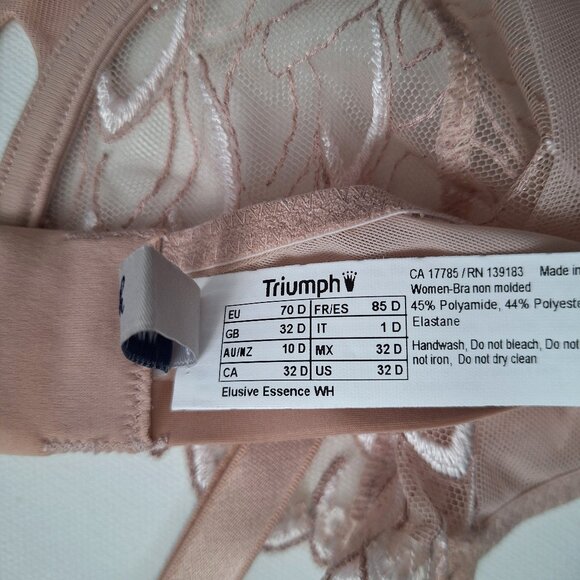 Triumph
EU 70 D FR/ES 85 D
GB 32 D IT 1 D
AU/NZ 10 D MX 32 D
CA 32 D US 32 D
Elusive Essence WH
CA 17785 / RN 139183 Made in
Women-Bra non molded
45% Polyamide, 44% Polyeste
Elastane
Handwash, Do not bleach, Do not
not iron, Do not dry clean